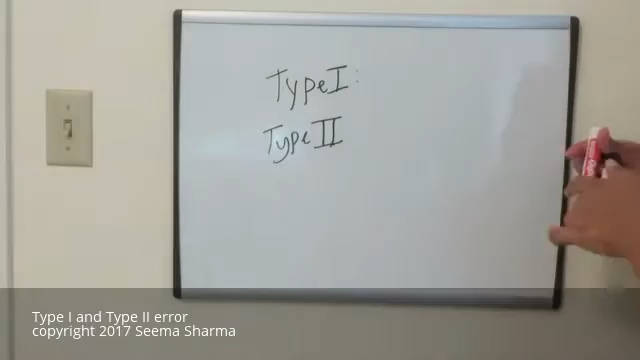 Type I:
Type II
Type I and Type II error
copyright 2017 Seema Sharma